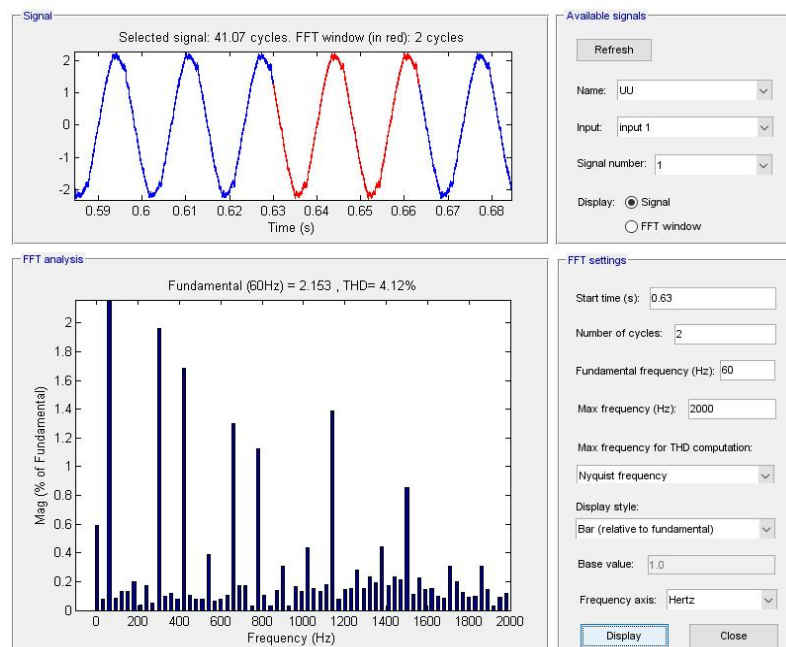 Signal
Selected signal: 41.07 cycles. FFT window (in red): 2 cycles
2
1
0
-1
-2
0.59 0.6 0.61 0.62 0.63 0.64 0.65 0.66 0.67 0.68
Time (s)
Available signals
Refresh
Name: UU
Input: input 1
Signal number: 1
Display: Signal
FFT window
FFT analysis
Fundamental (60Hz) = 2.153 , THD= 4.12%
Mag (% of Fundamental)
2
1.8
1.6
1.4
1.2
1
0.8
0.6
0.4
0.2
0
0 200 400 600 800 1000 1200 1400 1600 1800 2000
Frequency (Hz)
FFT settings
Start time (s): 0.63
Number of cycles: 2
Fundamental frequency (Hz): 60
Max frequency (Hz): 2000
Max frequency for THD computation:
Nyquist frequency
Display style:
Bar (relative to fundamental)
Base value: 1.0
Frequency axis: Hertz
Display Close